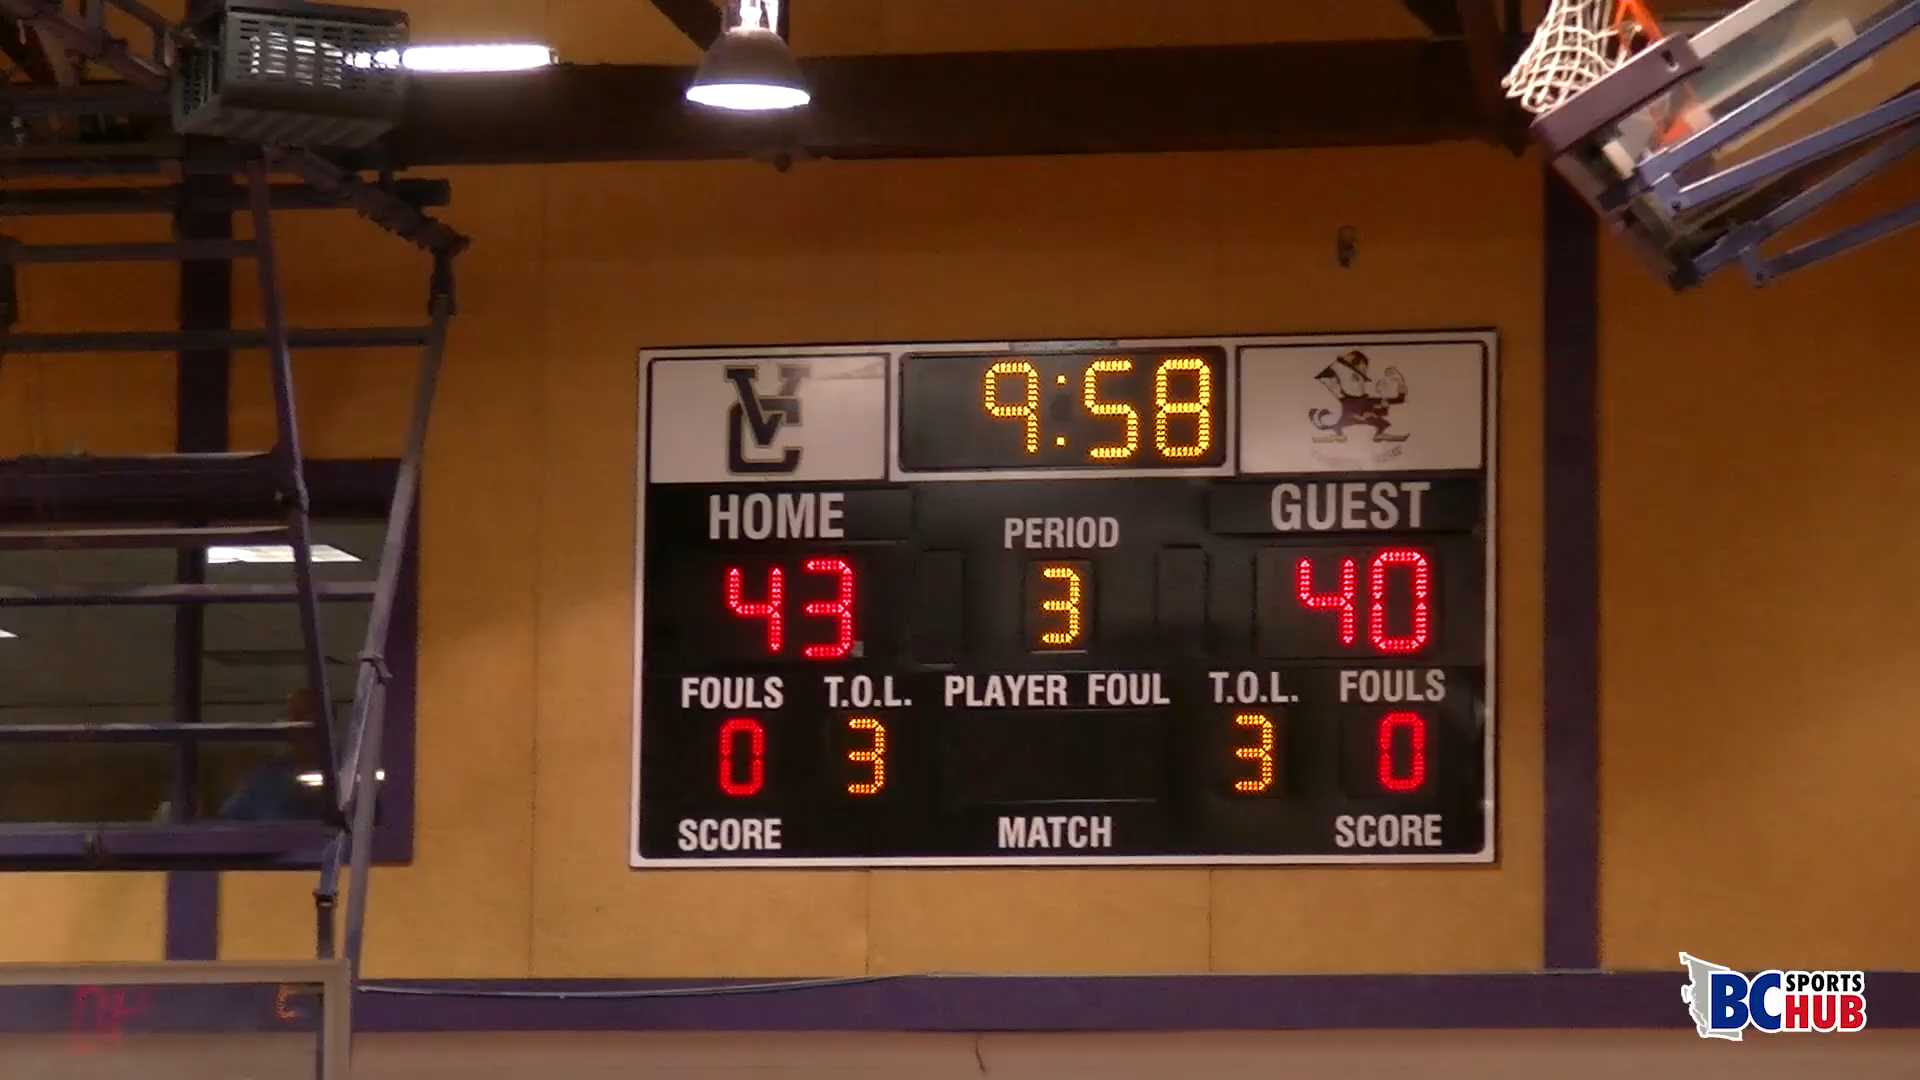 VC 9:58
HOME PERIOD GUEST
43 3 40
FOULS T.O.L. PLAYER FOUL T.O.L. FOULS
0 3 3 0
SCORE MATCH SCORE
BC SPORTS HUB